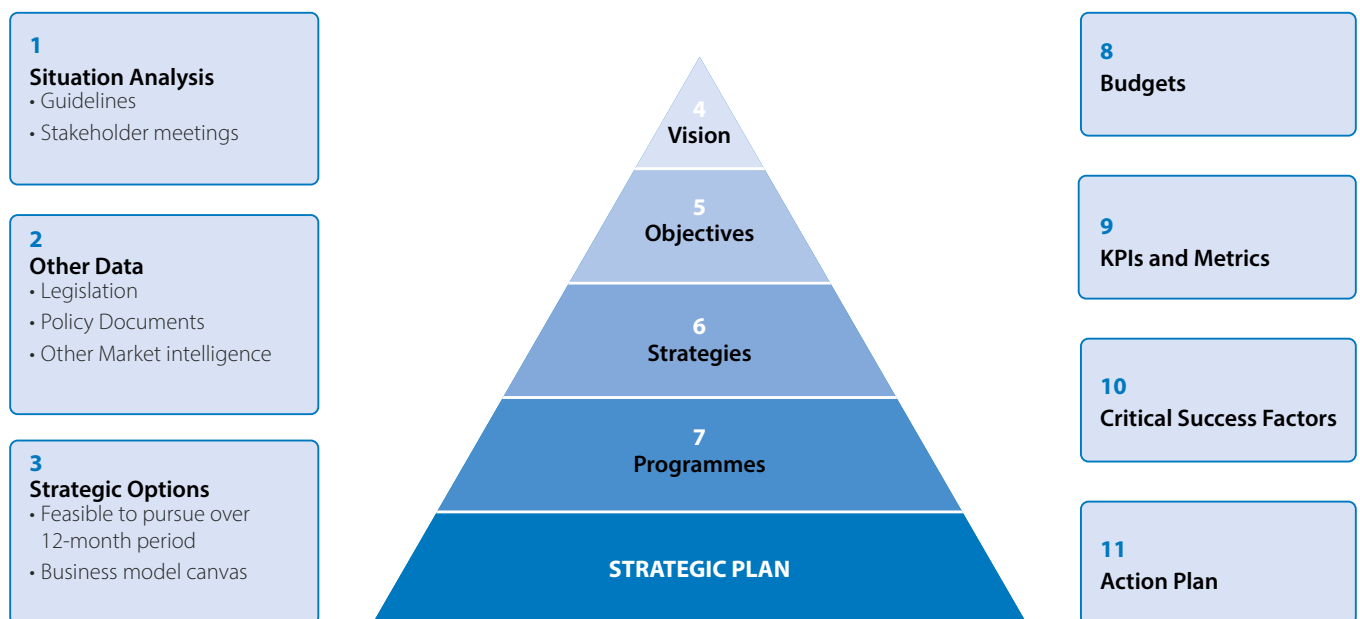 1
Situation Analysis
• Guidelines
• Stakeholder meetings
2
Other Data
• Legislation
• Policy Documents
• Other Market intelligence
3
Strategic Options
• Feasible to pursue over
12-month period
• Business model canvas
4
Vision
5
Objectives
6
Strategies
7
Programmes
STRATEGIC PLAN
8
Budgets
9
KPIs and Metrics
10
Critical Success Factors
11
Action Plan